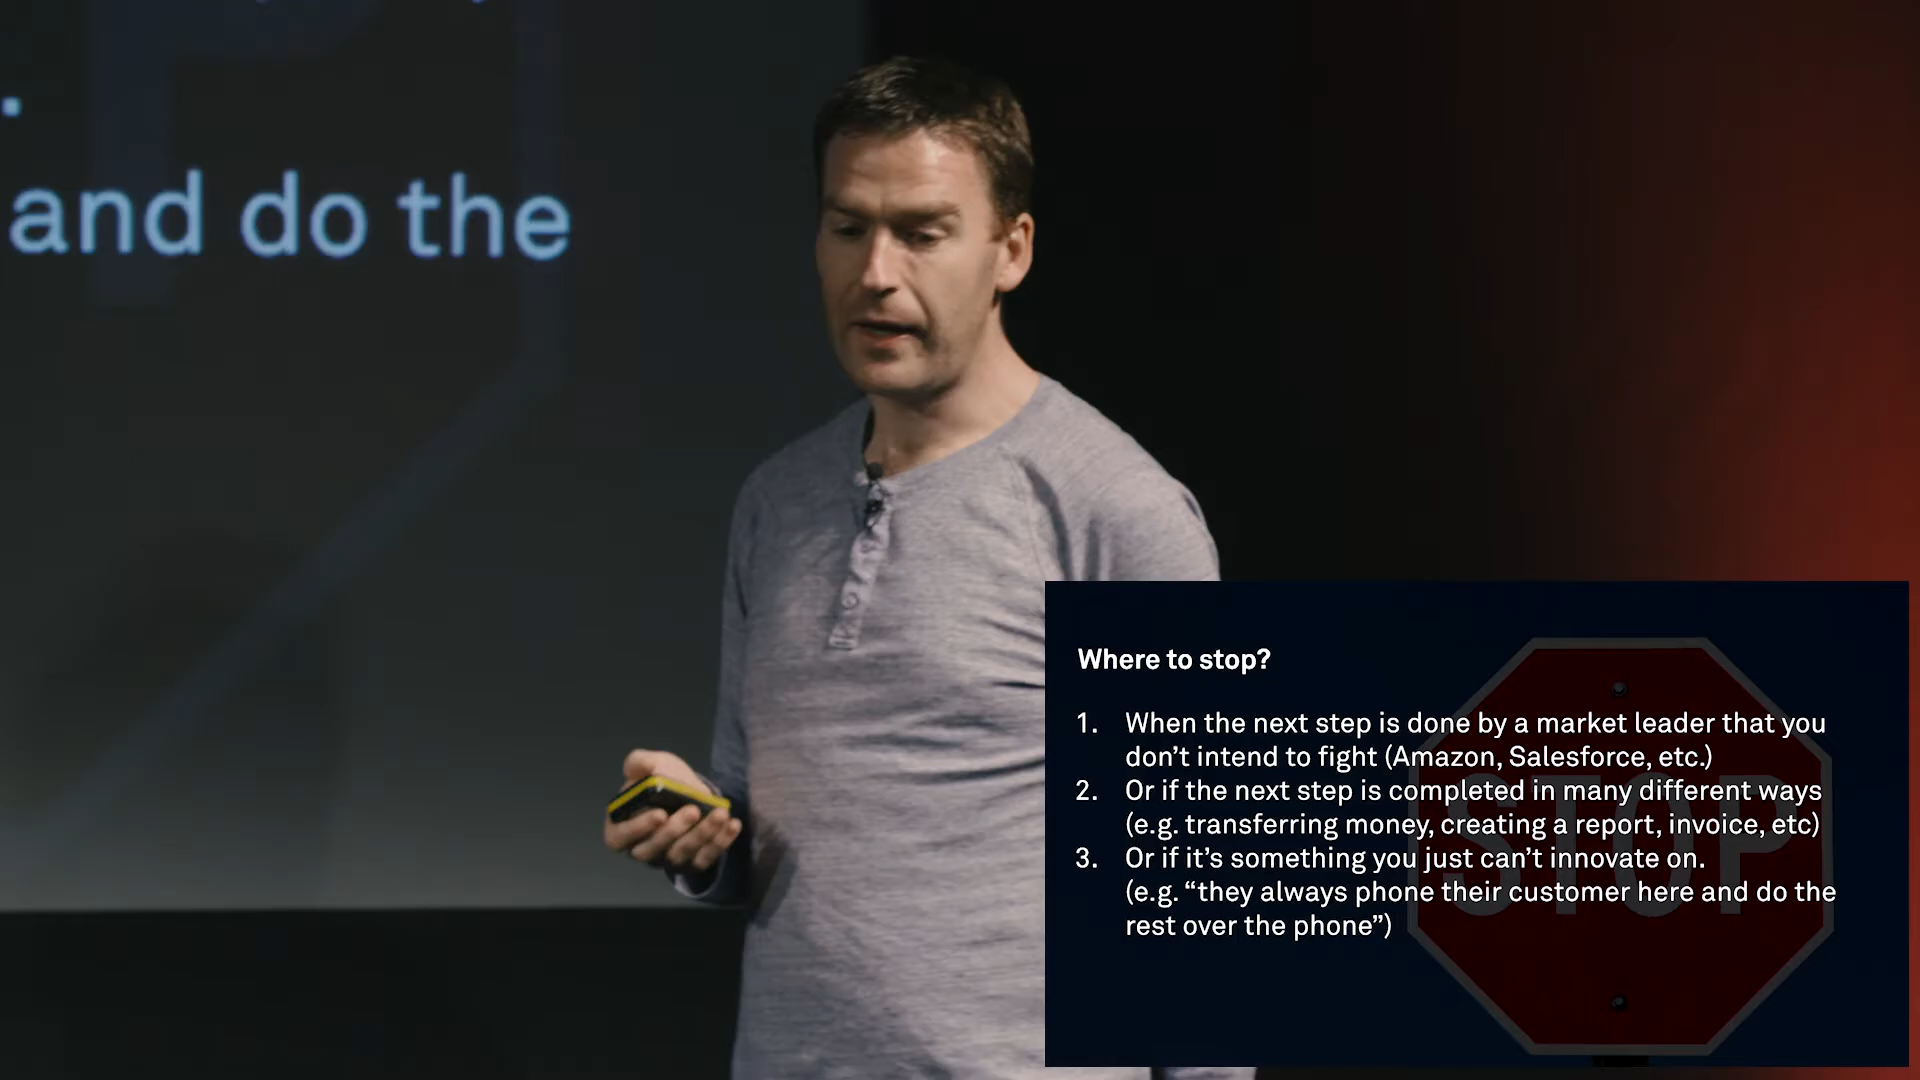 .
and do the
Where to stop?
1. When the next step is done by a market leader that you
don’t intend to fight (Amazon, Salesforce, etc.)
2. Or if the next step is completed in many different ways
(e.g. transferring money, creating a report, invoice, etc)
3. Or if it’s something you just can’t innovate on.
(e.g. “they always phone their customer here and do the
rest over the phone”)
STOP